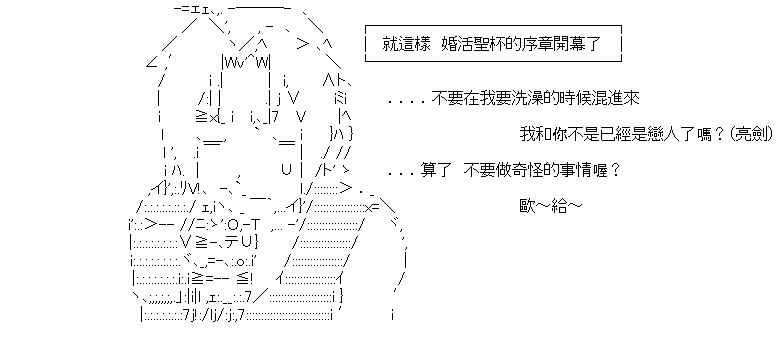 就這樣 婚活聖杯的序章開幕了
....不要在我要洗澡的時候混進來
我和你不是已經是戀人了嗎？(亮劍)
...算了 不要做奇怪的事情喔？
歐～給～